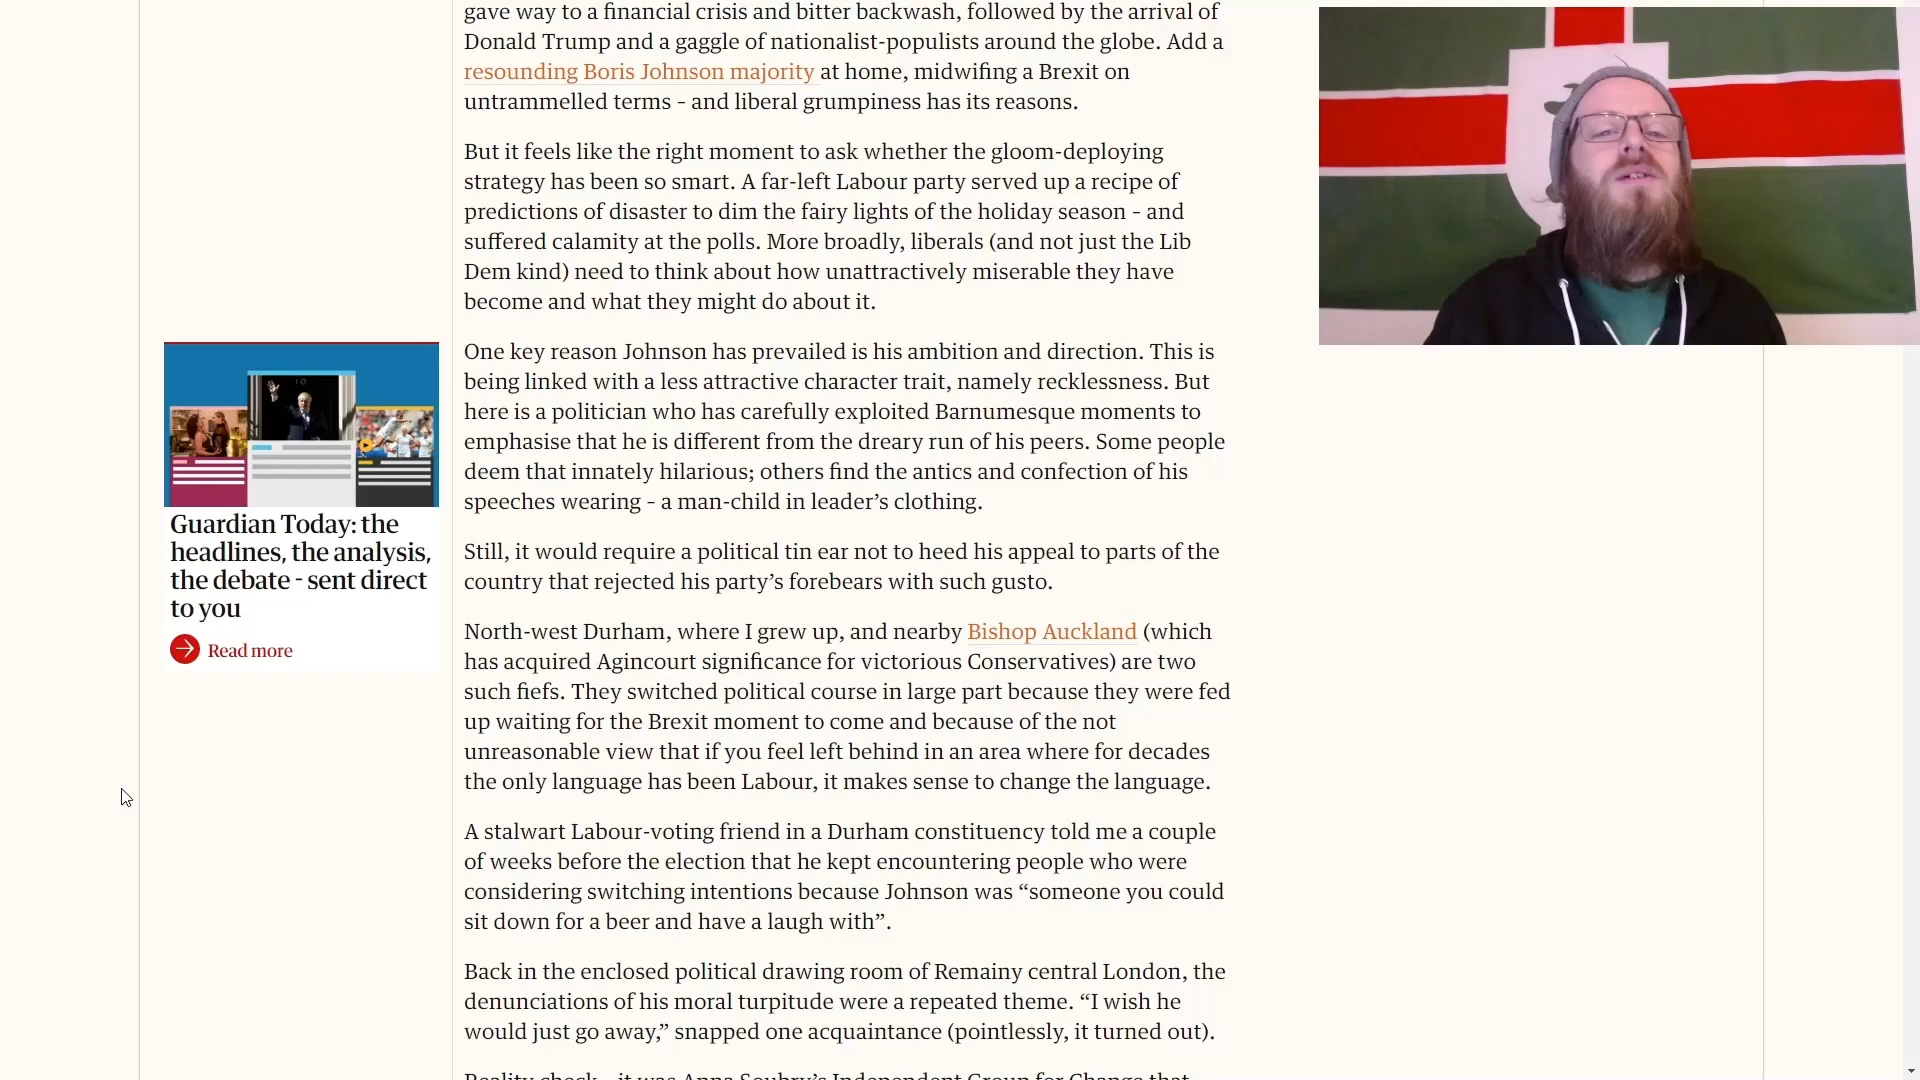 gave way to a financial crisis and bitter backwash, followed by the arrival of
Donald Trump and a gaggle of nationalist-populists around the globe. Add a
resounding Boris Johnson majority at home, midwifing a Brexit on
untrammelled terms – and liberal grumpiness has its reasons.
But it feels like the right moment to ask whether the gloom-deploying
strategy has been so smart. A far-left Labour party served up a recipe of
predictions of disaster to dim the fairy lights of the holiday season – and
suffered calamity at the polls. More broadly, liberals (and not just the Lib
Dem kind) need to think about how unattractively miserable they have
become and what they might do about it.
One key reason Johnson has prevailed is his ambition and direction. This is
being linked with a less attractive character trait, namely recklessness. But
here is a politician who has carefully exploited Barnumesque moments to
emphasise that he is different from the dreary run of his peers. Some people
deem that innately hilarious; others find the antics and confection of his
speeches wearing – a man-child in leader’s clothing.
Still, it would require a political tin ear not to heed his appeal to parts of the
country that rejected his party’s forebears with such gusto.
North-west Durham, where I grew up, and nearby Bishop Auckland (which
has acquired Agincourt significance for victorious Conservatives) are two
such fiefs. They switched political course in large part because they were fed
up waiting for the Brexit moment to come and because of the not
unreasonable view that if you feel left behind in an area where for decades
the only language has been Labour, it makes sense to change the language.
A stalwart Labour-voting friend in a Durham constituency told me a couple
of weeks before the election that he kept encountering people who were
considering switching intentions because Johnson was “someone you could
sit down for a beer and have a laugh with”.
Back in the enclosed political drawing room of Remainy central London, the
denunciations of his moral turpitude were a repeated theme. “I wish he
would just go away,” snapped one acquaintance (pointlessly, it turned out).
Reality check – it was Anna Soubry’s Independent Group for Change that
Guardian Today: the
headlines, the analysis,
the debate - sent direct
to you
Read more
10